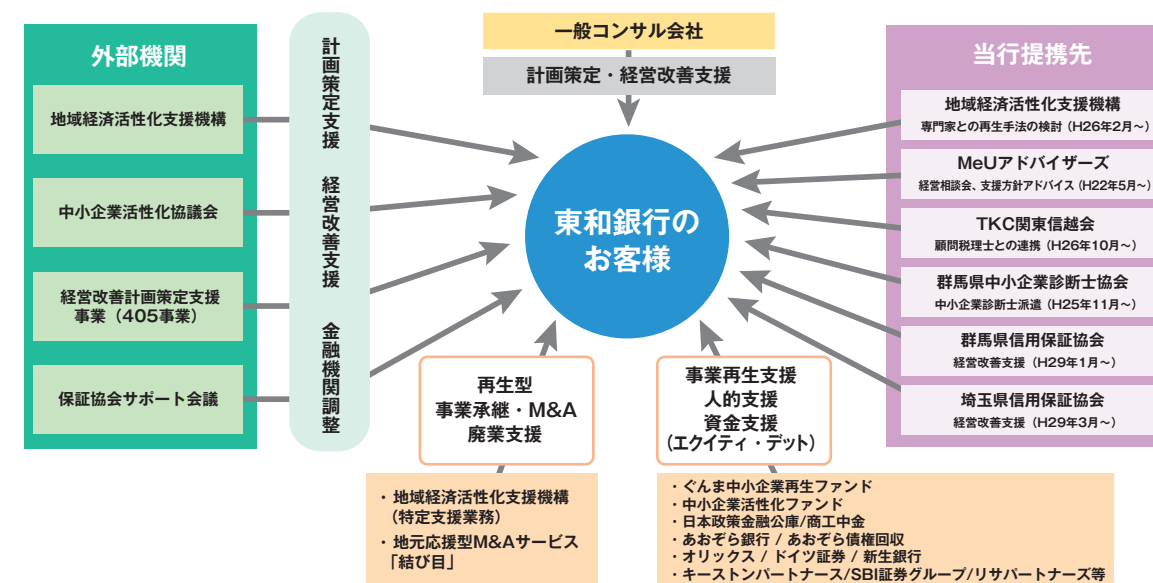 外部機関
地域経済活性化支援機構
中小企業活性化協議会
経営改善計画策定支援
事業（405事業）
保証協会サポート会議
計画策定支援
経営改善支援
金融機関調整
一般コンサル会社
計画策定・経営改善支援
東和銀行の
お客様
再生型
事業承継・M&A
廃業支援
・地域経済活性化支援機構
（特定支援業務）
・地元応援型M&Aサービス
「結び目」
事業再生支援
人的支援
資金支援
（エクイティ・デット）
・ぐんま中小企業再生ファンド
・中小企業活性化ファンド
・日本政策金融公庫/商工中金
・あおぞら銀行 / あおぞら債権回収
・オリックス / ドイツ証券 / 新生銀行
・キーストンパートナース/SBI証券グループ/リサパートナーズ等
当行提携先
地域経済活性化支援機構
専門家との再生手法の検討（H26年2月～）
MeUアドバイザーズ
経営相談会、支援方針アドバイス（H22年5月～）
TKC関東信越会
顧問税理士との連携（H26年10月～）
群馬県中小企業診断士協会
中小企業診断士派遣（H25年11月～）
群馬県信用保証協会
経営改善支援（H29年1月～）
埼玉県信用保証協会
経営改善支援（H29年3月～）